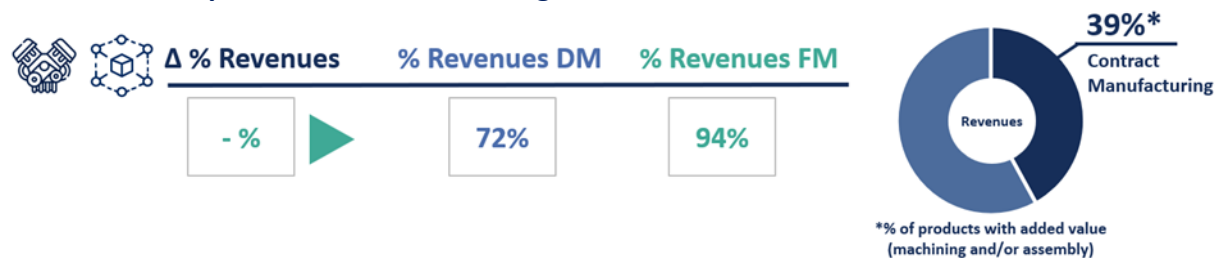 Δ % Revenues
% Revenues DM
% Revenues FM
- %
72%
94%
39%*
Contract
Manufacturing
Revenues
*% of products with added value
(machining and/or assembly)